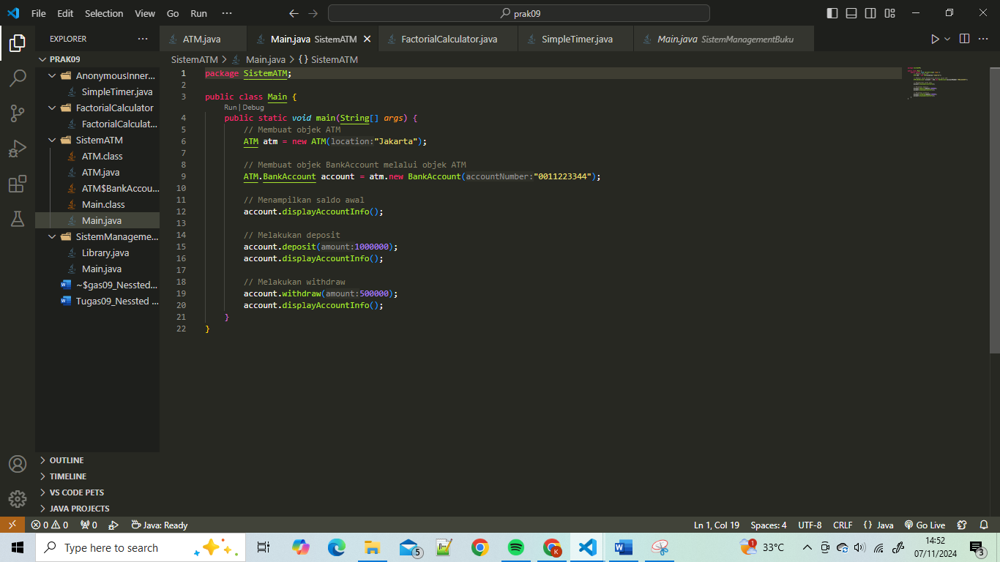 File Edit Selection View Go Run ··· prak09
EXPLORER ···
ATM.java Main.java SistemATM FactorialCalculator.java SimpleTimer.java Main.java SistemManagementBuku
PRAK09
AnonymousInner...
SimpleTimer.java
FactorialCalculator
FactorialCalculat...
SistemATM
ATM.class
ATM.java
ATM$BankAccou...
Main.class
Main.java
SistemManageme...
Library.java
Main.java
~$gas09_Nessted...
Tugas09_Nessted ...
OUTLINE
TIMELINE
VS CODE PETS
JAVA PROJECTS
SistemATM > Main.java > {} SistemATM
1 package SistemATM;
2
3 public class Main {
Run | Debug
4 public static void main(String[] args) {
5 // Membuat objek ATM
6 ATM atm = new ATM(location:"Jakarta");
7
8 // Membuat objek BankAccount melalui objek ATM
9 ATM.BankAccount account = atm.new BankAccount(accountNumber:"0011223344");
10
11 // Menampilkan saldo awal
12 account.displayAccountInfo();
13
14 // Melakukan deposit
15 account.deposit(amount:1000000);
16 account.displayAccountInfo();
17
18 // Melakukan withdraw
19 account.withdraw(amount:500000);
20 account.displayAccountInfo();
21 }
22 }
0 0 0 Java: Ready Ln 1, Col 19 Spaces: 4 UTF-8 CRLF {} Java Go Live
Type here to search 5 K 1 33°C 14:52
07/11/2024 3